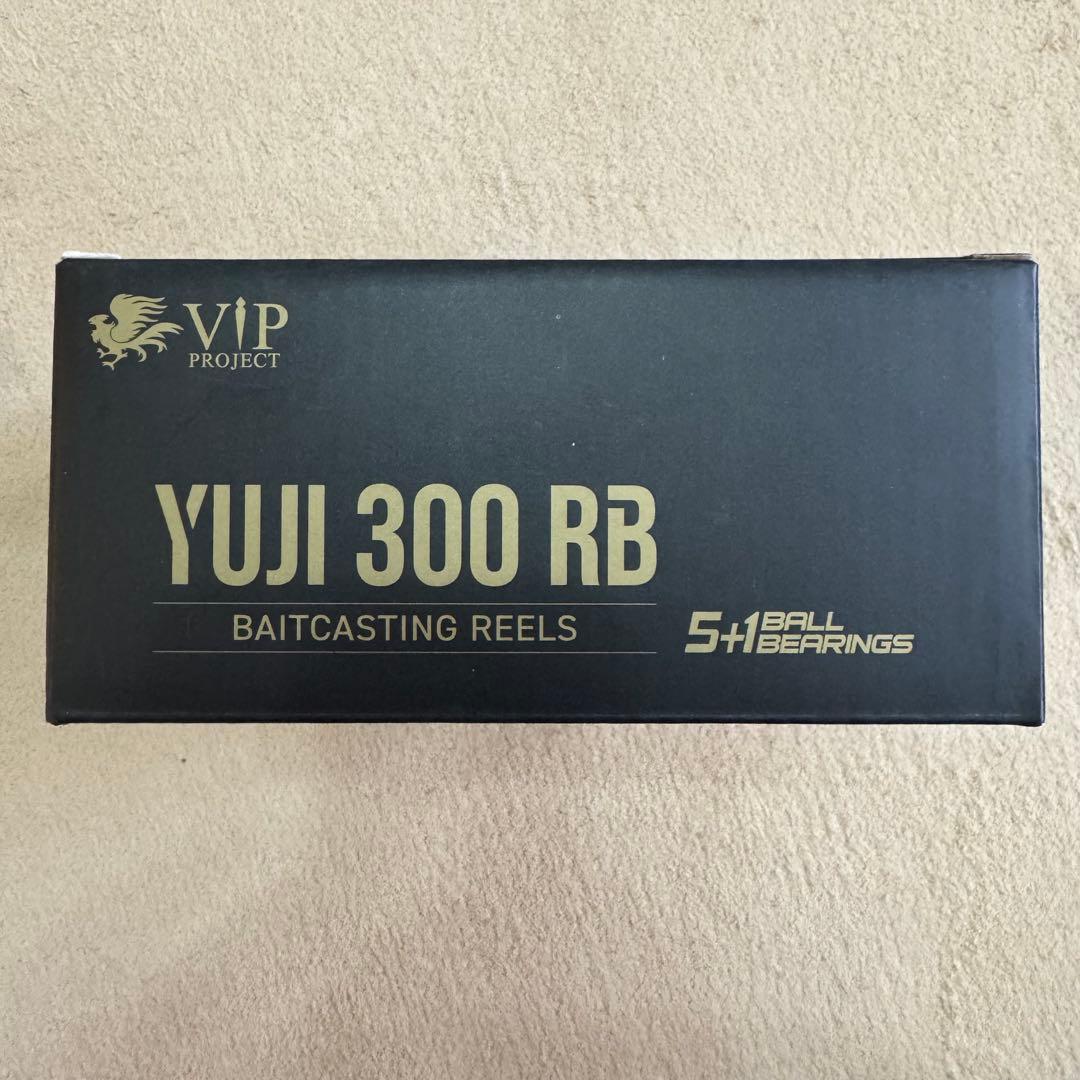 ViP
PROJECT
YUJI 300 RB
BAITCASTING REELS
5+1 BALL
BEARINGS